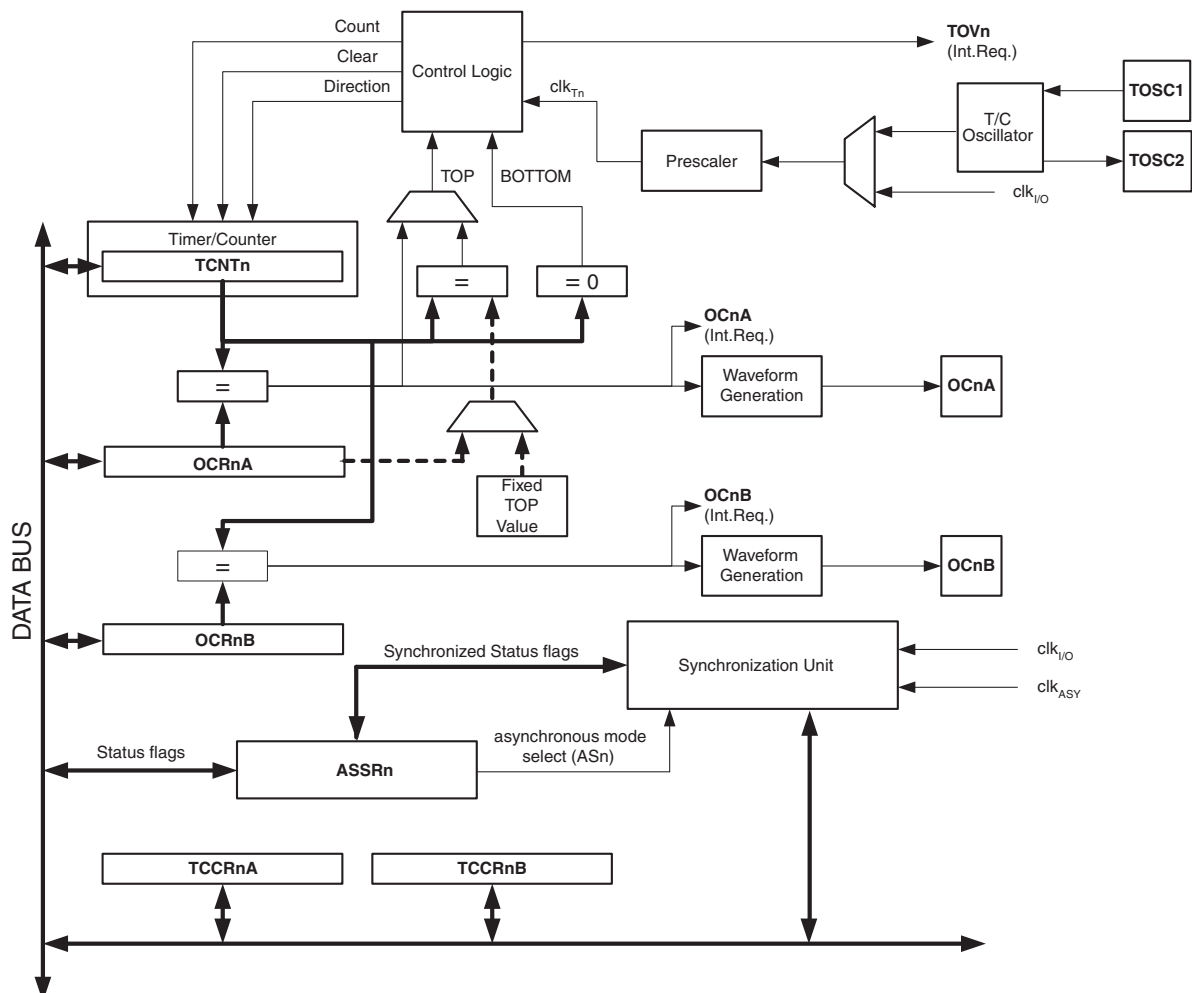 Count
Clear
Direction
Control Logic
TOVn
(Int.Req.)
clkTn
TOP
BOTTOM
Prescaler
T/C
Oscillator
TOSC1
TOSC2
clkI/O
Timer/Counter
TCNTn
=
= 0
=
OCnA
(Int.Req.)
Waveform
Generation
OCnA
OCRnA
Fixed
TOP
Value
=
OCnB
(Int.Req.)
Waveform
Generation
OCnB
OCRnB
DATA BUS
Synchronized Status flags
Synchronization Unit
clkI/O
clkASY
Status flags
ASSRn
asynchronous mode
select (ASn)
TCCRnA
TCCRnB